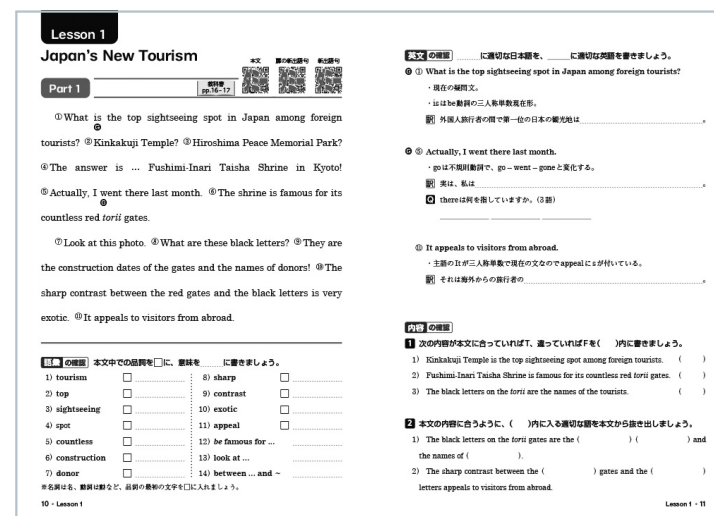 Lesson 1
Japan's New Tourism
本文 扉の新出語句 新出語句
Part 1
教科書
pp.16-17
①What is the top sightseeing spot in Japan among foreign
G
tourists? ②Kinkakuji Temple? ③Hiroshima Peace Memorial Park?
④The answer is ... Fushimi-Inari Taisha Shrine in Kyoto!
⑤Actually, I went there last month. ⑥The shrine is famous for its
G
countless red torii gates.
⑦Look at this photo. ⑧What are these black letters? ⑨They are
the construction dates of the gates and the names of donors! ⑩The
sharp contrast between the red gates and the black letters is very
exotic. ⑪It appeals to visitors from abroad.
語彙 の確認 本文中での品詞を□に、意味を＿＿に書きましょう。
1) tourism □
2) top □
3) sightseeing □
4) spot □
5) countless □
6) construction □
7) donor □
8) sharp □
9) contrast □
10) exotic □
11) appeal □
12) be famous for ...
13) look at ...
14) between ... and ~
※名詞は名、動詞は動など、品詞の最初の文字を□に入れましょう。
10・Lesson 1
英文 の確認 ＿＿に適切な日本語を、＿＿に適切な英語を書きましょう。
G ① What is the top sightseeing spot in Japan among foreign tourists?
・現在の疑問文。
・isはbe動詞の三人称単数現在形。
訳 外国人旅行者の間で第一位の日本の観光地は＿＿。
G ⑤ Actually, I went there last month.
・goは不規則動詞で、go – went – goneと変化する。
訳 実は、私は＿＿。
Q thereは何を指していますか。(3語)
⑪ It appeals to visitors from abroad.
・主語のItが三人称単数で現在の文なのでappealにsが付いている。
訳 それは海外からの旅行者の＿＿。
内容 の確認
1 次の内容が本文に合っていればT、違っていればFを( )内に書きましょう。
1) Kinkakuji Temple is the top sightseeing spot among foreign tourists. ( )
2) Fushimi-Inari Taisha Shrine is famous for its countless red torii gates. ( )
3) The black letters on the torii are the names of the tourists. ( )
2 本文の内容に合うように、( )内に入る適切な語を本文から抜き出しましょう。
1) The black letters on the torii gates are the ( ) ( ) and
the names of ( ).
2) The sharp contrast between the ( ) gates and the ( )
letters appeals to visitors from abroad.
Lesson 1・11